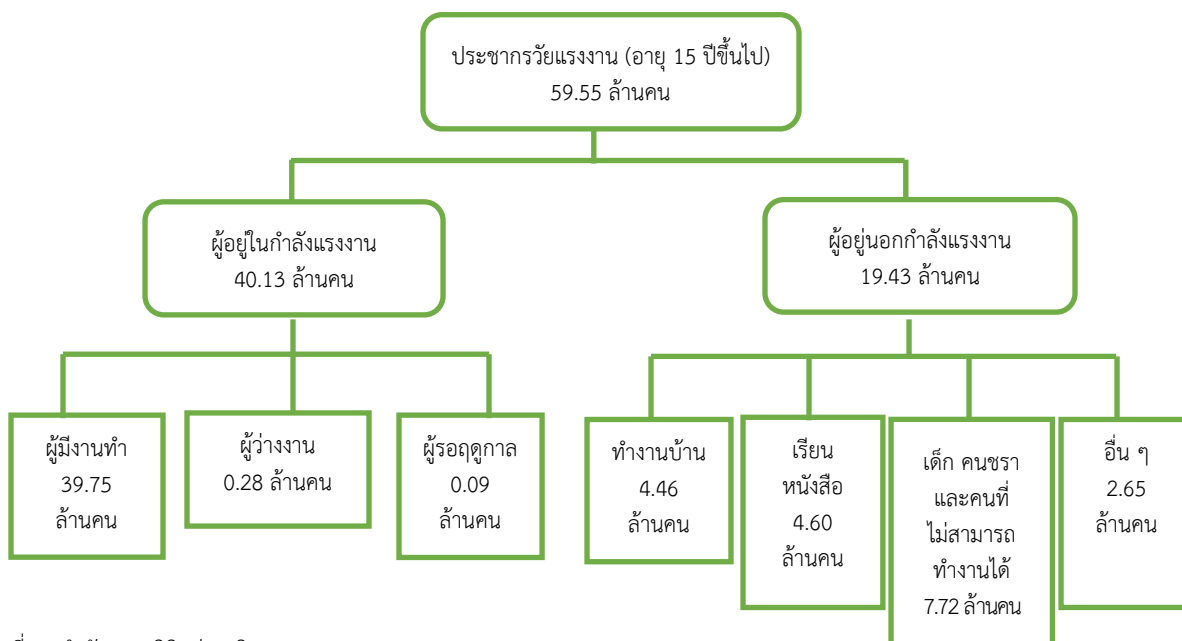 ประชากรวัยแรงงาน (อายุ 15 ปีขึ้นไป)
59.55 ล้านคน
ผู้อยู่ในกำลังแรงงาน
40.13 ล้านคน
ผู้อยู่นอกกำลังแรงงาน
19.43 ล้านคน
ผู้มีงานทำ
39.75
ล้านคน
ผู้ว่างงาน
0.28 ล้านคน
ผู้รอฤดูกาล
0.09
ล้านคน
ทำงานบ้าน
4.46
ล้านคน
เรียน
หนังสือ
4.60
ล้านคน
เด็ก คนชรา
และคนที่
ไม่สามารถ
ทำงานได้
7.72 ล้านคน
อื่น ๆ
2.65
ล้านคน